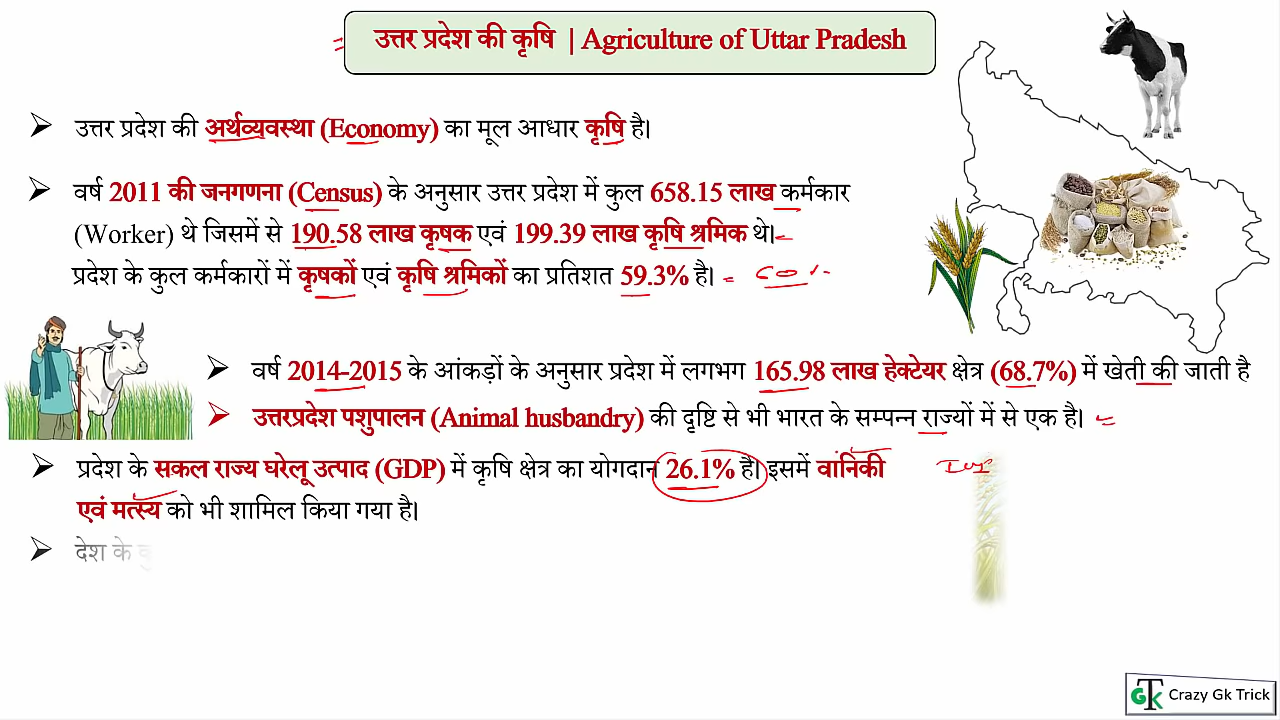 उत्तर प्रदेश की कृषि | Agriculture of Uttar Pradesh
उत्तर प्रदेश की अर्थव्यवस्था (Economy) का मूल आधार कृषि है।
वर्ष 2011 की जनगणना (Census) के अनुसार उत्तर प्रदेश में कुल 658.15 लाख कर्मकार
(Worker) थे जिसमें से 190.58 लाख कृषक एवं 199.39 लाख कृषि श्रमिक थे।
प्रदेश के कुल कर्मकारों में कृषकों एवं कृषि श्रमिकों का प्रतिशत 59.3% है।
वर्ष 2014-2015 के आंकड़ों के अनुसार प्रदेश में लगभग 165.98 लाख हेक्टेयर क्षेत्र (68.7%) में खेती की जाती है
उत्तरप्रदेश पशुपालन (Animal husbandry) की दृष्टि से भी भारत के सम्पन्न राज्यों में से एक है।
प्रदेश के सकल राज्य घरेलू उत्पाद (GDP) में कृषि क्षेत्र का योगदान 26.1% है। इसमें वानिकी
एवं मत्स्य को भी शामिल किया गया है।
देश के
GTK Crazy Gk Trick